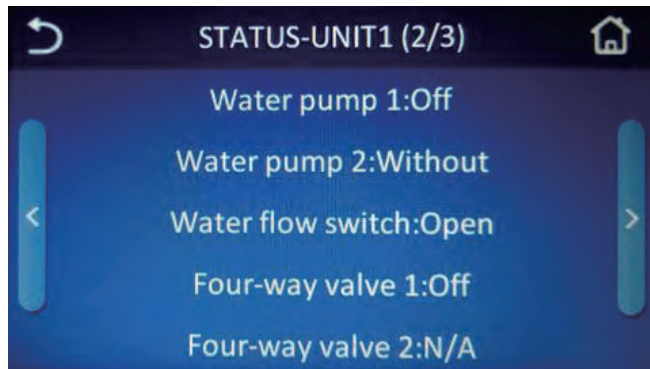 STATUS-UNIT1 (2/3)
Water pump 1:Off
Water pump 2:Without
Water flow switch:Open
< >
Four-way valve 1:Off
Four-way valve 2:N/A